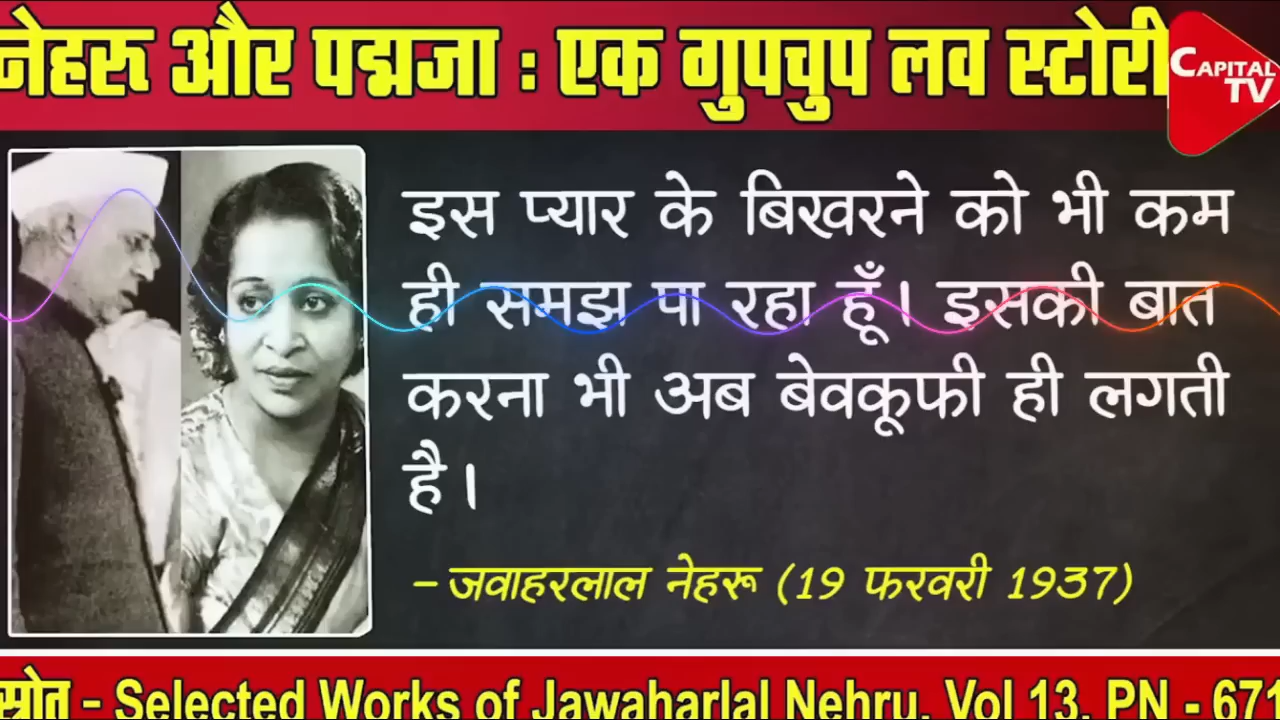 नेहरू और पद्मजा : एक गुपचुप लव स्टोरी
CAPITAL
TV
इस प्यार के बिखरने को भी कम
ही समझ पा रहा हूँ। इसकी बात
करना भी अब बेवकूफी ही लगती
है।
-जवाहरलाल नेहरू (19 फरवरी 1937)
स्रोत - Selected Works of Jawaharlal Nehru, Vol 13, PN - 671